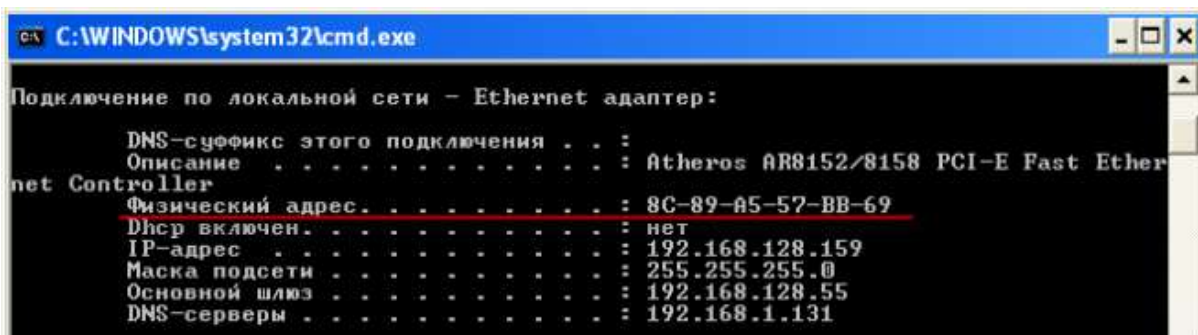 C:\WINDOWS\system32\cmd.exe
Подключение по локальной сети - Ethernet адаптер:
DNS-суффикс этого подключения . . :
Описание . . . . . . . . . . . . : Atheros AR8152/8158 PCI-E Fast Ether
net Controller
Физический адрес. . . . . . . . . : 8C-89-A5-57-BB-69
Dhcp включен. . . . . . . . . . . : нет
IP-адрес . . . . . . . . . . . . : 192.168.128.159
Маска подсети . . . . . . . . . . : 255.255.255.0
Основной шлюз . . . . . . . . . . : 192.168.128.55
DNS-серверы . . . . . . . . . . . : 192.168.1.131